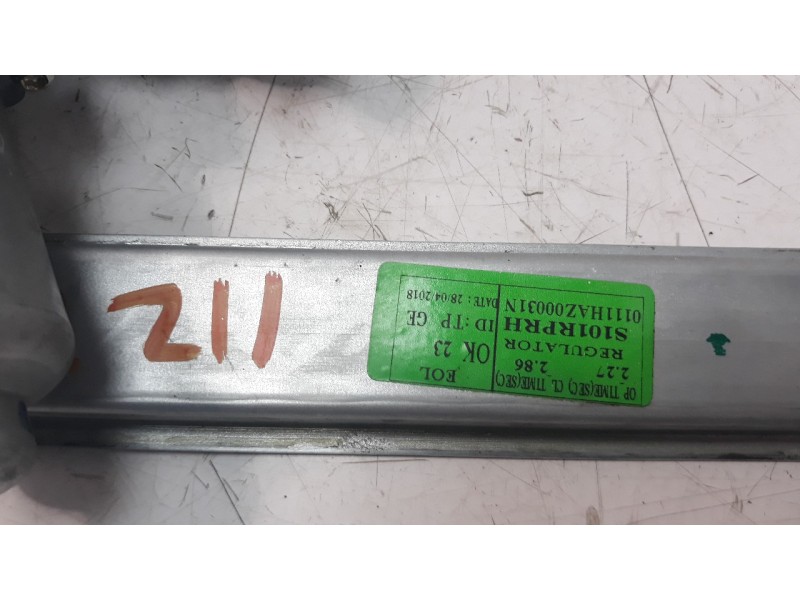 211
OP_TIME(SEC) CL_TIME(SEC)
2.27 2.86
EOL
REGULATOR
OK 23
S101RPRH
ID:TP GE
0111HAZ00031N
DATE : 28/04/2018